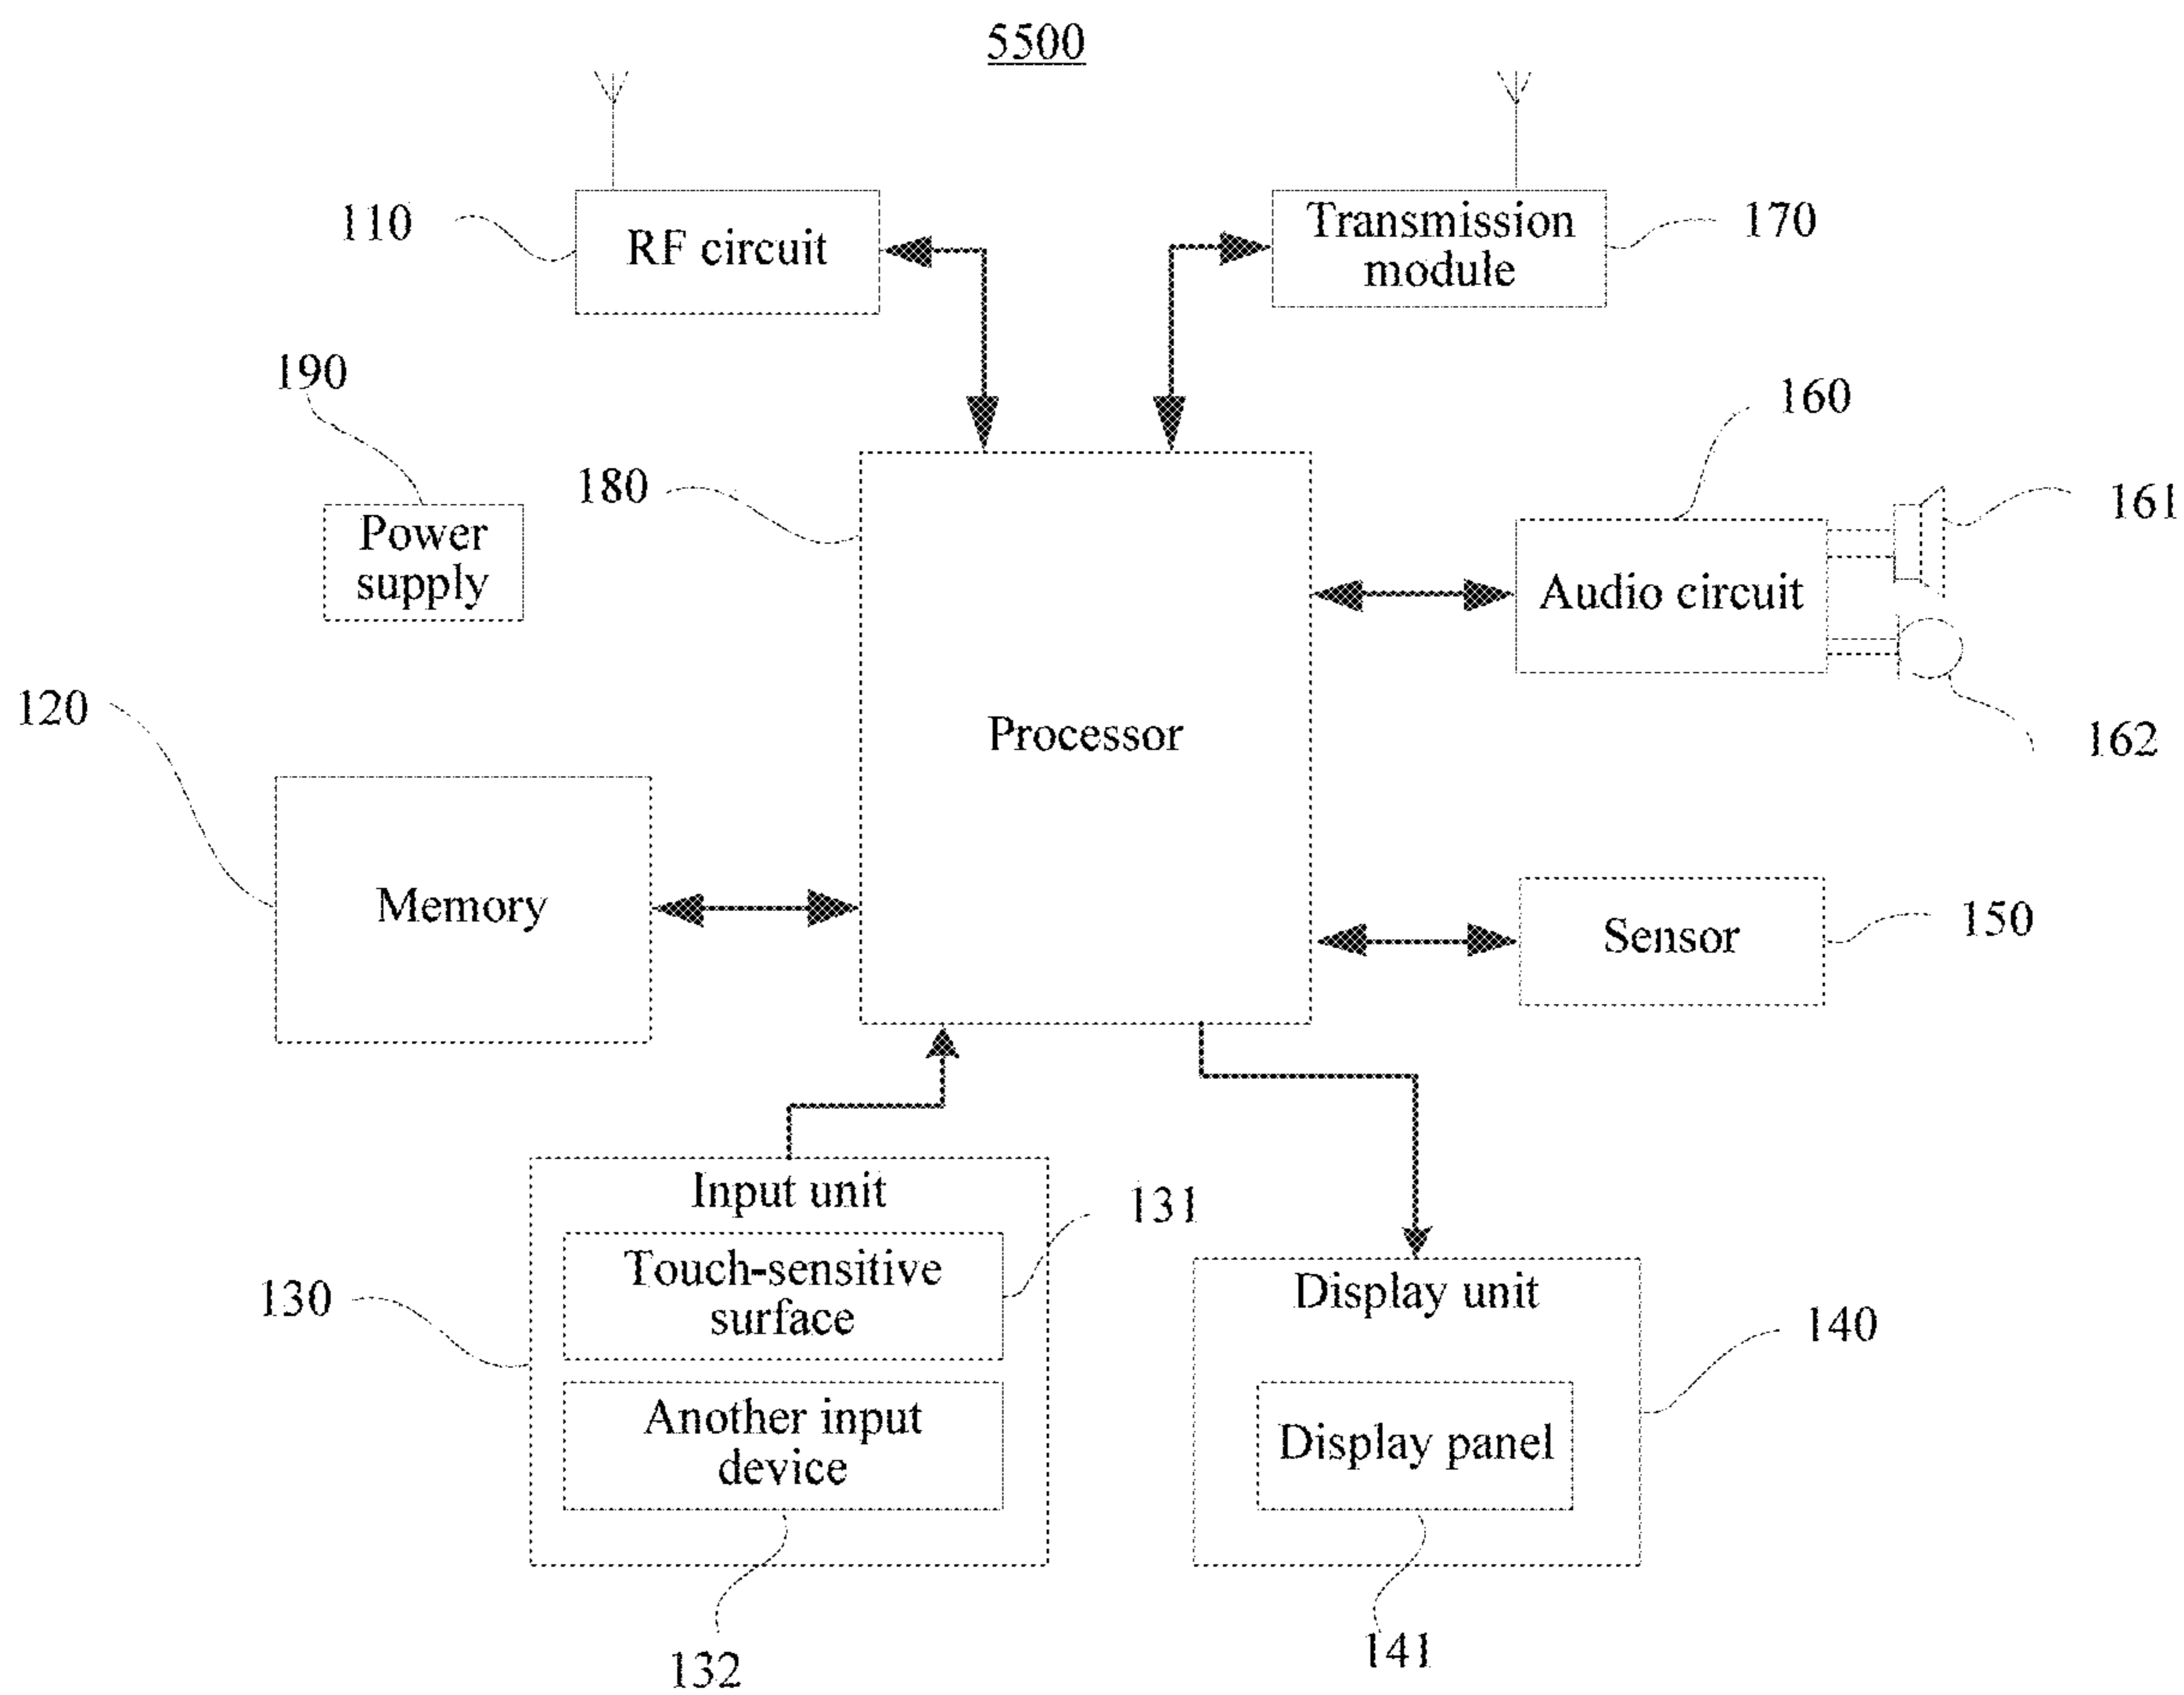 5500
110
RF circuit
Transmission
module
170
190
180
160
161
Power
supply
Audio circuit
162
120
Processor
Memory
Sensor
150
Input unit
131
Touch-sensitive
surface
130
Another input
device
132
Display unit
140
Display panel
141